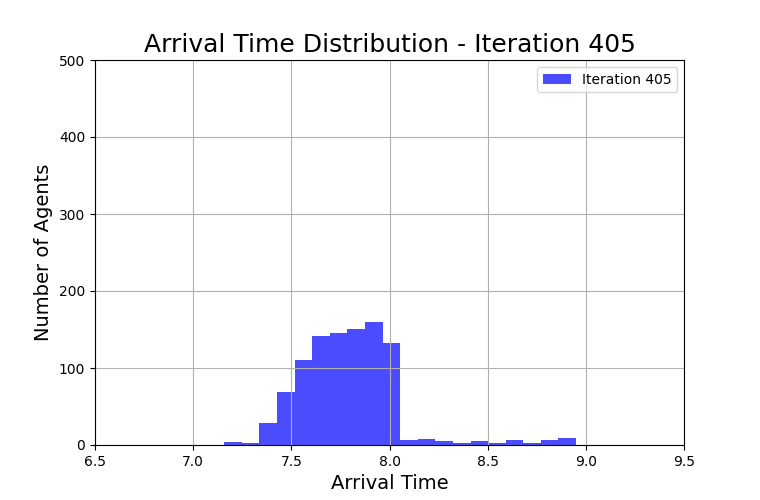 Arrival Time Distribution - Iteration 405
Iteration 405
Number of Agents
500
400
300
200
100
0
6.5 7.0 7.5 8.0 8.5 9.0 9.5
Arrival Time